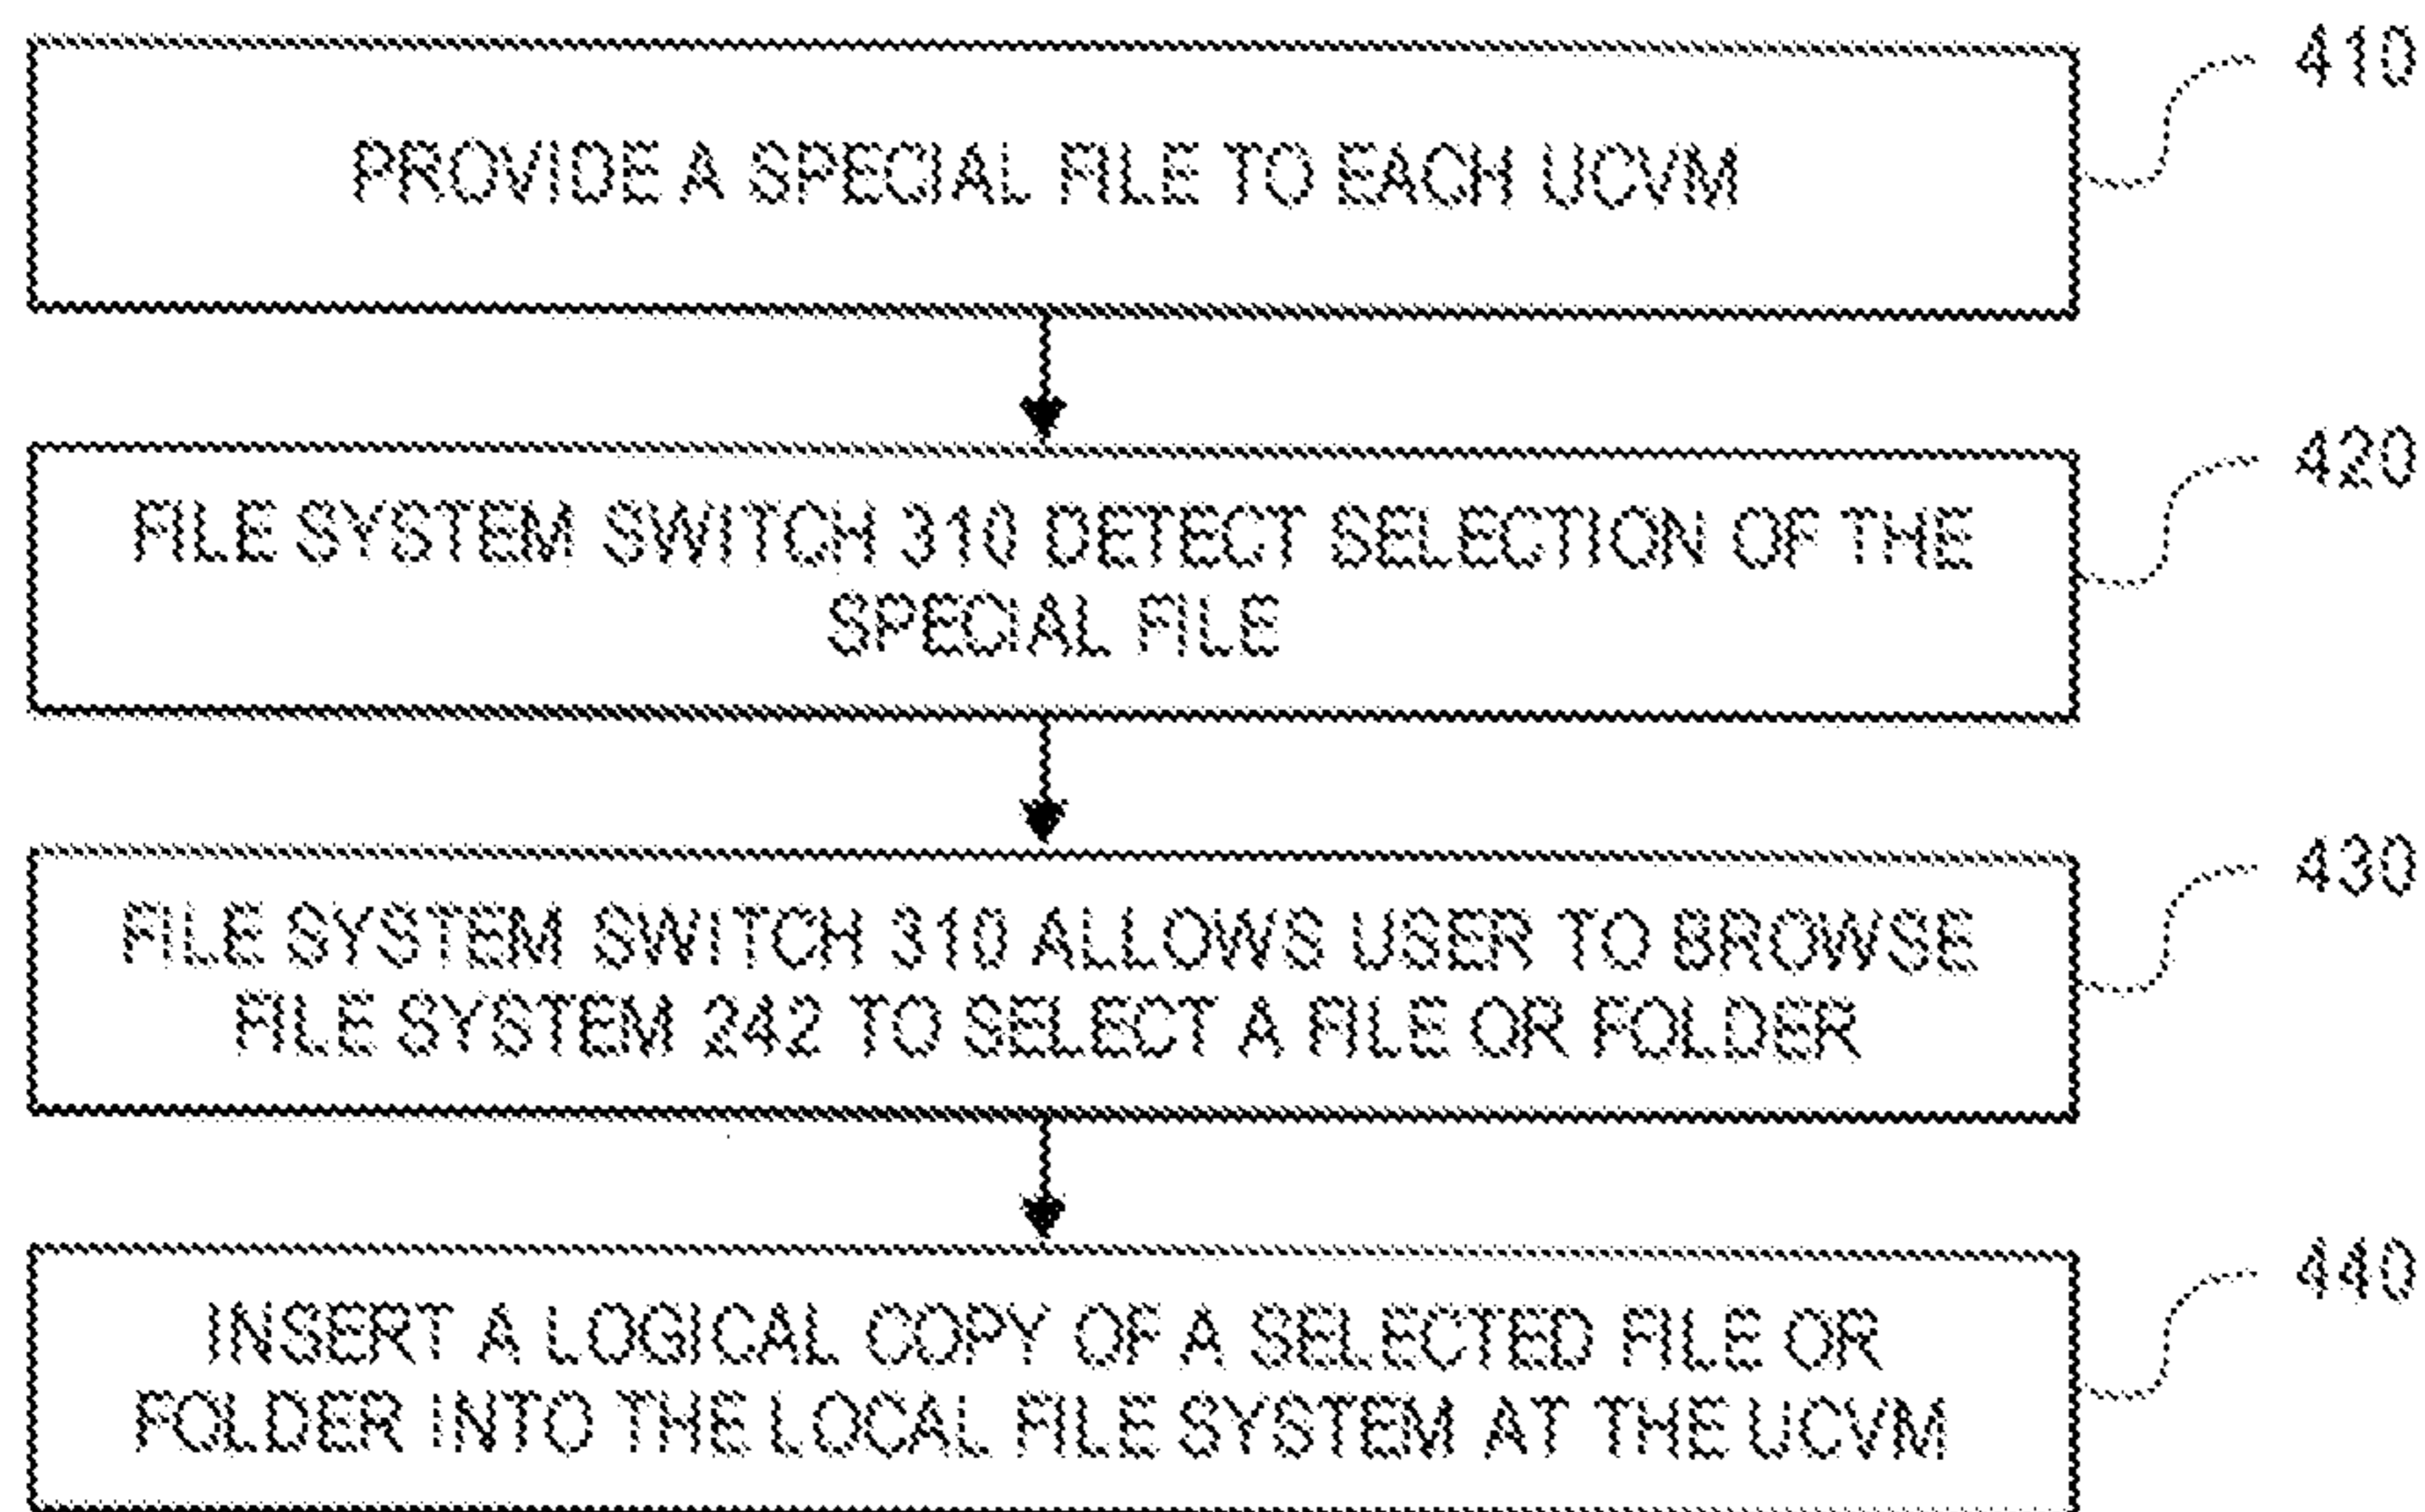 410
PROVIDE A SPECIAL FILE TO EACH UCVM
420
FILE SYSTEM SWITCH 310 DETECT SELECTION OF THE
SPECIAL FILE
430
FILE SYSTEM SWITCH 310 ALLOWS USER TO BROWSE
FILE SYSTEM 242 TO SELECT A FILE OR FOLDER
440
INSERT A LOGICAL COPY OF A SELECTED FILE OR
FOLDER INTO THE LOCAL FILE SYSTEM AT THE UCVM